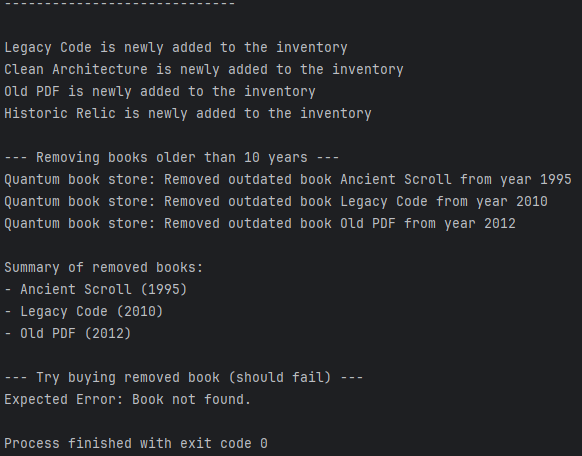 -----------------------------
Legacy Code is newly added to the inventory
Clean Architecture is newly added to the inventory
Old PDF is newly added to the inventory
Historic Relic is newly added to the inventory
--- Removing books older than 10 years ---
Quantum book store: Removed outdated book Ancient Scroll from year 1995
Quantum book store: Removed outdated book Legacy Code from year 2010
Quantum book store: Removed outdated book Old PDF from year 2012
Summary of removed books:
- Ancient Scroll (1995)
- Legacy Code (2010)
- Old PDF (2012)
--- Try buying removed book (should fail) ---
Expected Error: Book not found.
Process finished with exit code 0